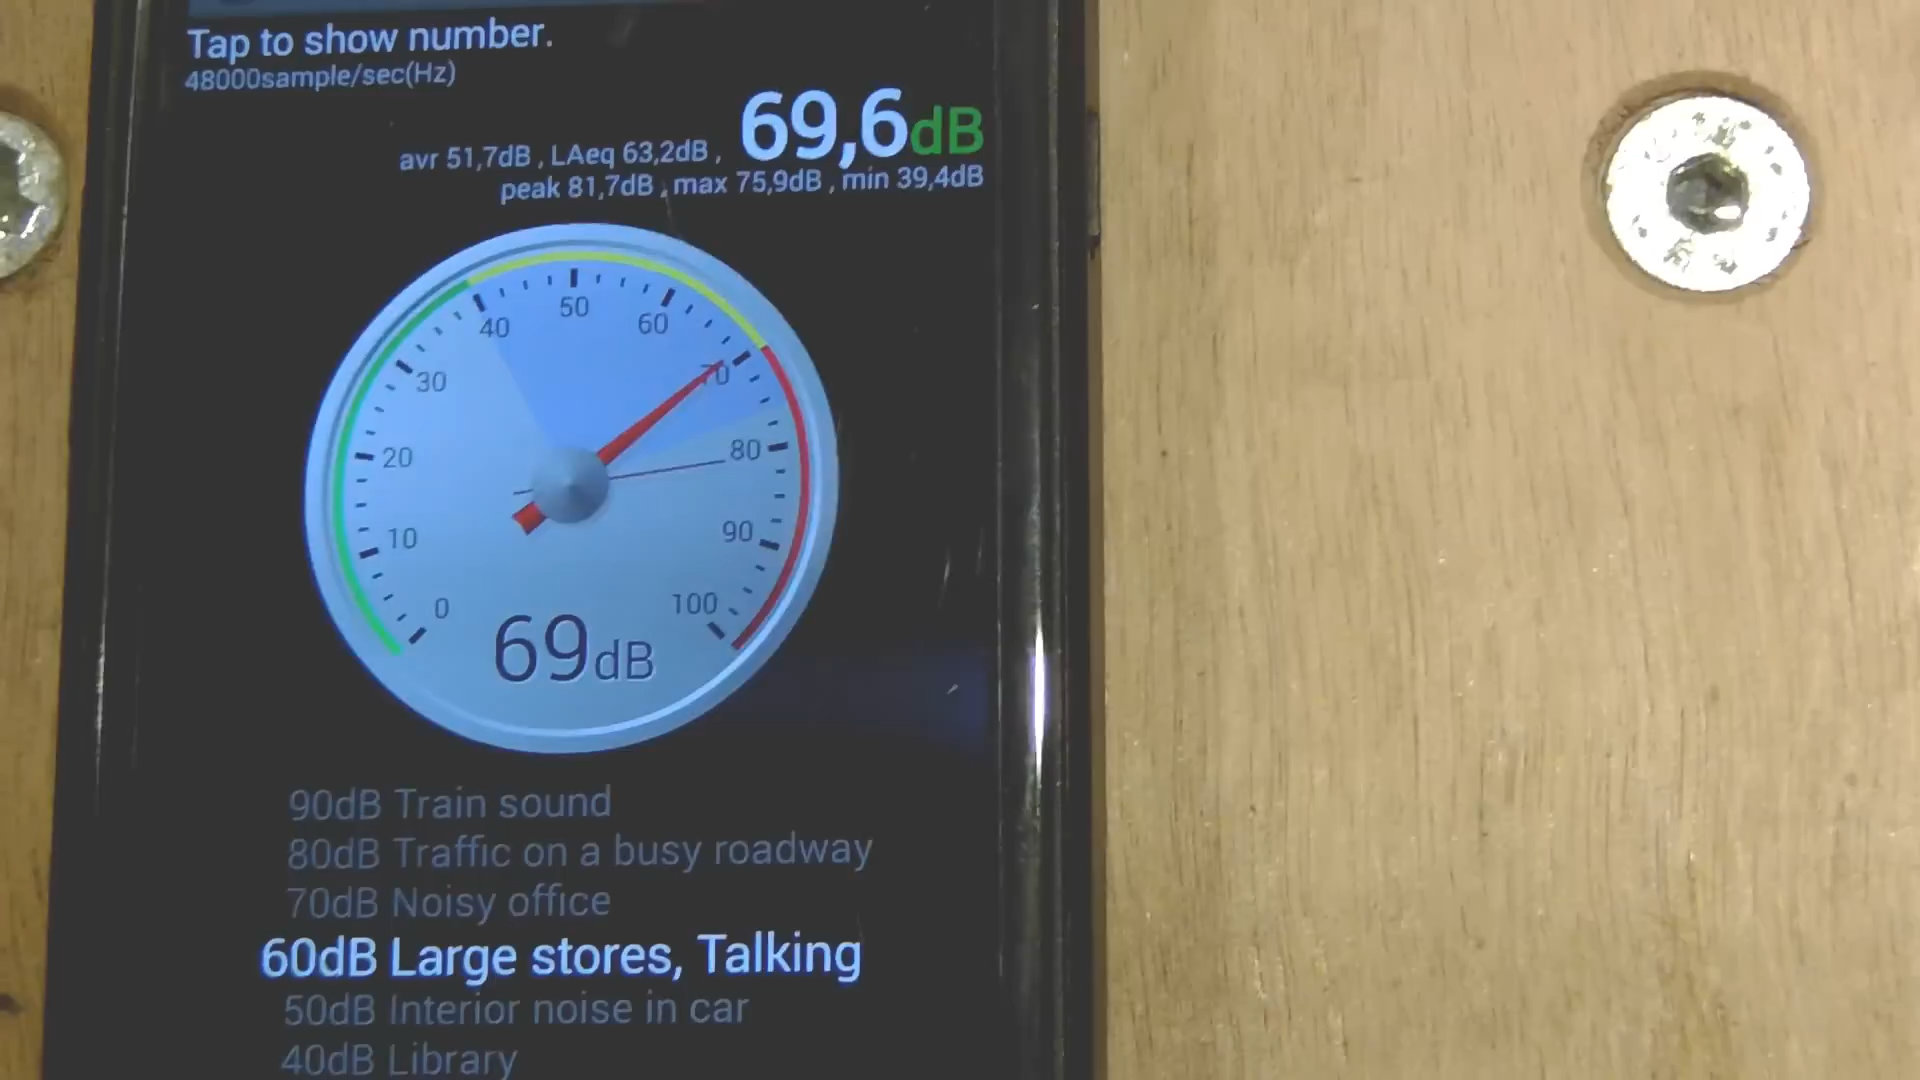 Tap to show number.
48000sample/sec(Hz)
69,6dB
avr 51,7dB , LAeq 63,2dB ,
peak 81,7dB , max 75,9dB , min 39,4dB
50
40
60
30
70
20
80
10
90
0
100
69dB
90dB Train sound
80dB Traffic on a busy roadway
70dB Noisy office
60dB Large stores, Talking
50dB Interior noise in car
40dB Library